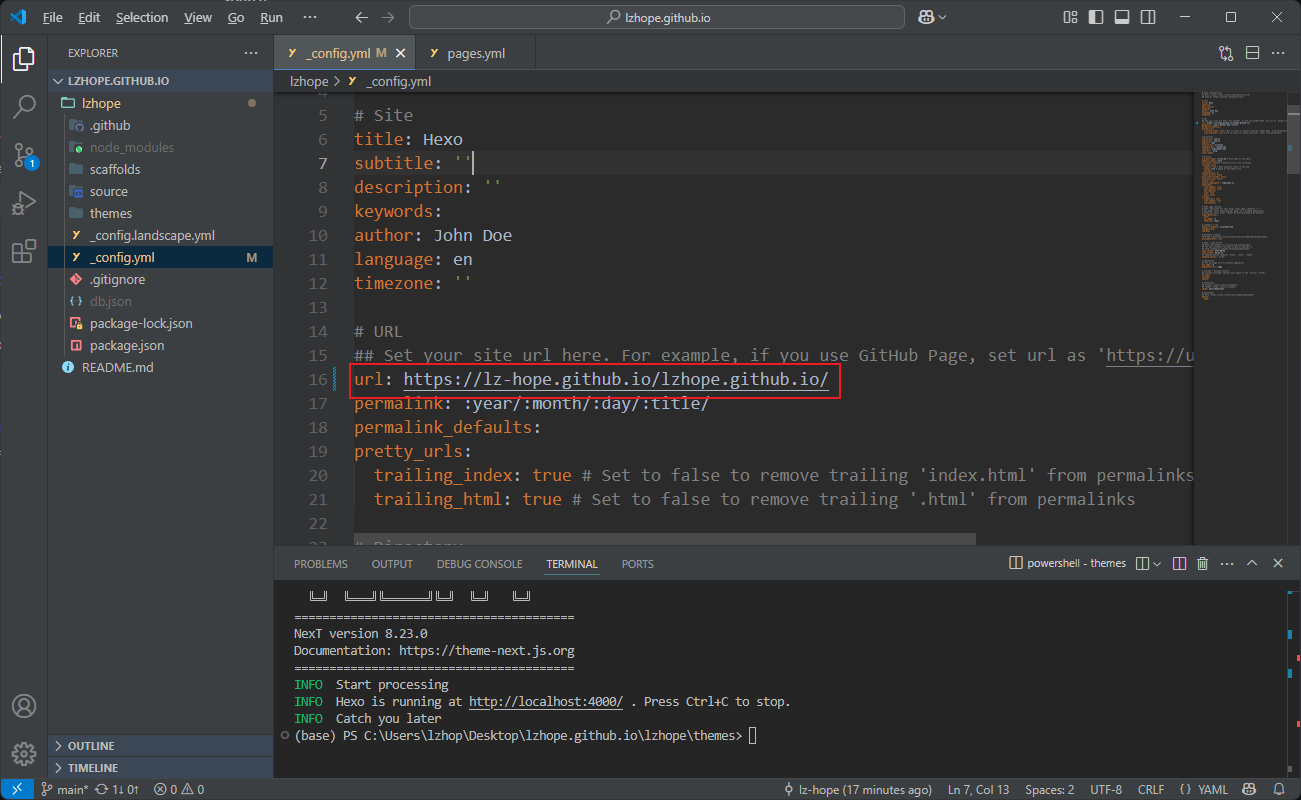 File Edit Selection View Go Run ··· lzhope.github.io
EXPLORER ···
LZHOPE.GITHUB.IO
lzhope
.github
node_modules
scaffolds
source
themes
_config.landscape.yml
_config.yml M
.gitignore
db.json
package-lock.json
package.json
README.md
OUTLINE
TIMELINE
1
_config.yml M
pages.yml
lzhope > _config.yml
5 # Site
6 title: Hexo
7 subtitle: ''
8 description: ''
9 keywords:
10 author: John Doe
11 language: en
12 timezone: ''
13
14 # URL
15 ## Set your site url here. For example, if you use GitHub Page, set url as 'https://u
16 url: https://lz-hope.github.io/lzhope.github.io/
17 permalink: :year/:month/:day/:title/
18 permalink_defaults:
19 pretty_urls:
20 trailing_index: true # Set to false to remove trailing 'index.html' from permalinks
21 trailing_html: true # Set to false to remove trailing '.html' from permalinks
22
PROBLEMS OUTPUT DEBUG CONSOLE TERMINAL PORTS powershell - themes
========================================
NexT version 8.23.0
Documentation: https://theme-next.js.org
========================================
INFO Start processing
INFO Hexo is running at http://localhost:4000/ . Press Ctrl+C to stop.
INFO Catch you later
(base) PS C:\Users\lzhop\Desktop\lzhope.github.io\lzhope\themes>
main* 1↓ 0↑ 0 0 lz-hope (17 minutes ago) Ln 7, Col 13 Spaces: 2 UTF-8 CRLF {} YAML